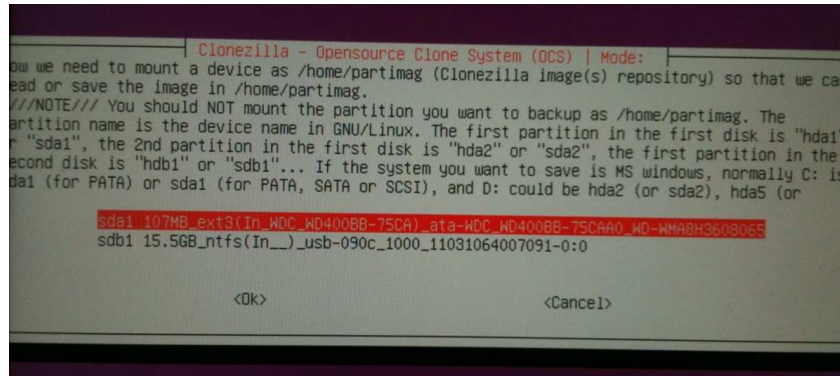 Clonezilla - Opensource Clone System (OCS) | Mode:
ow we need to mount a device as /home/partimag (Clonezilla image(s) repository) so that we ca
ead or save the image in /home/partimag.
///NOTE/// You should NOT mount the partition you want to backup as /home/partimag. The
artition name is the device name in GNU/Linux. The first partition in the first disk is "hda1"
r "sda1", the 2nd partition in the first disk is "hda2" or "sda2", the first partition in the
econd disk is "hdb1" or "sdb1"... If the system you want to save is MS windows, normally C: is
da1 (for PATA) or sda1 (for PATA, SATA or SCSI), and D: could be hda2 (or sda2), hda5 (or
sda1 107MB_ext3(In_WDC_WD400BB-75CA)_ata-WDC_WD400BB-75CAA0_WD-WMA8H3608065
sdb1 15.5GB_ntfs(In__)_usb-090c_1000_11031064007091-0:0
<Ok> <Cancel>